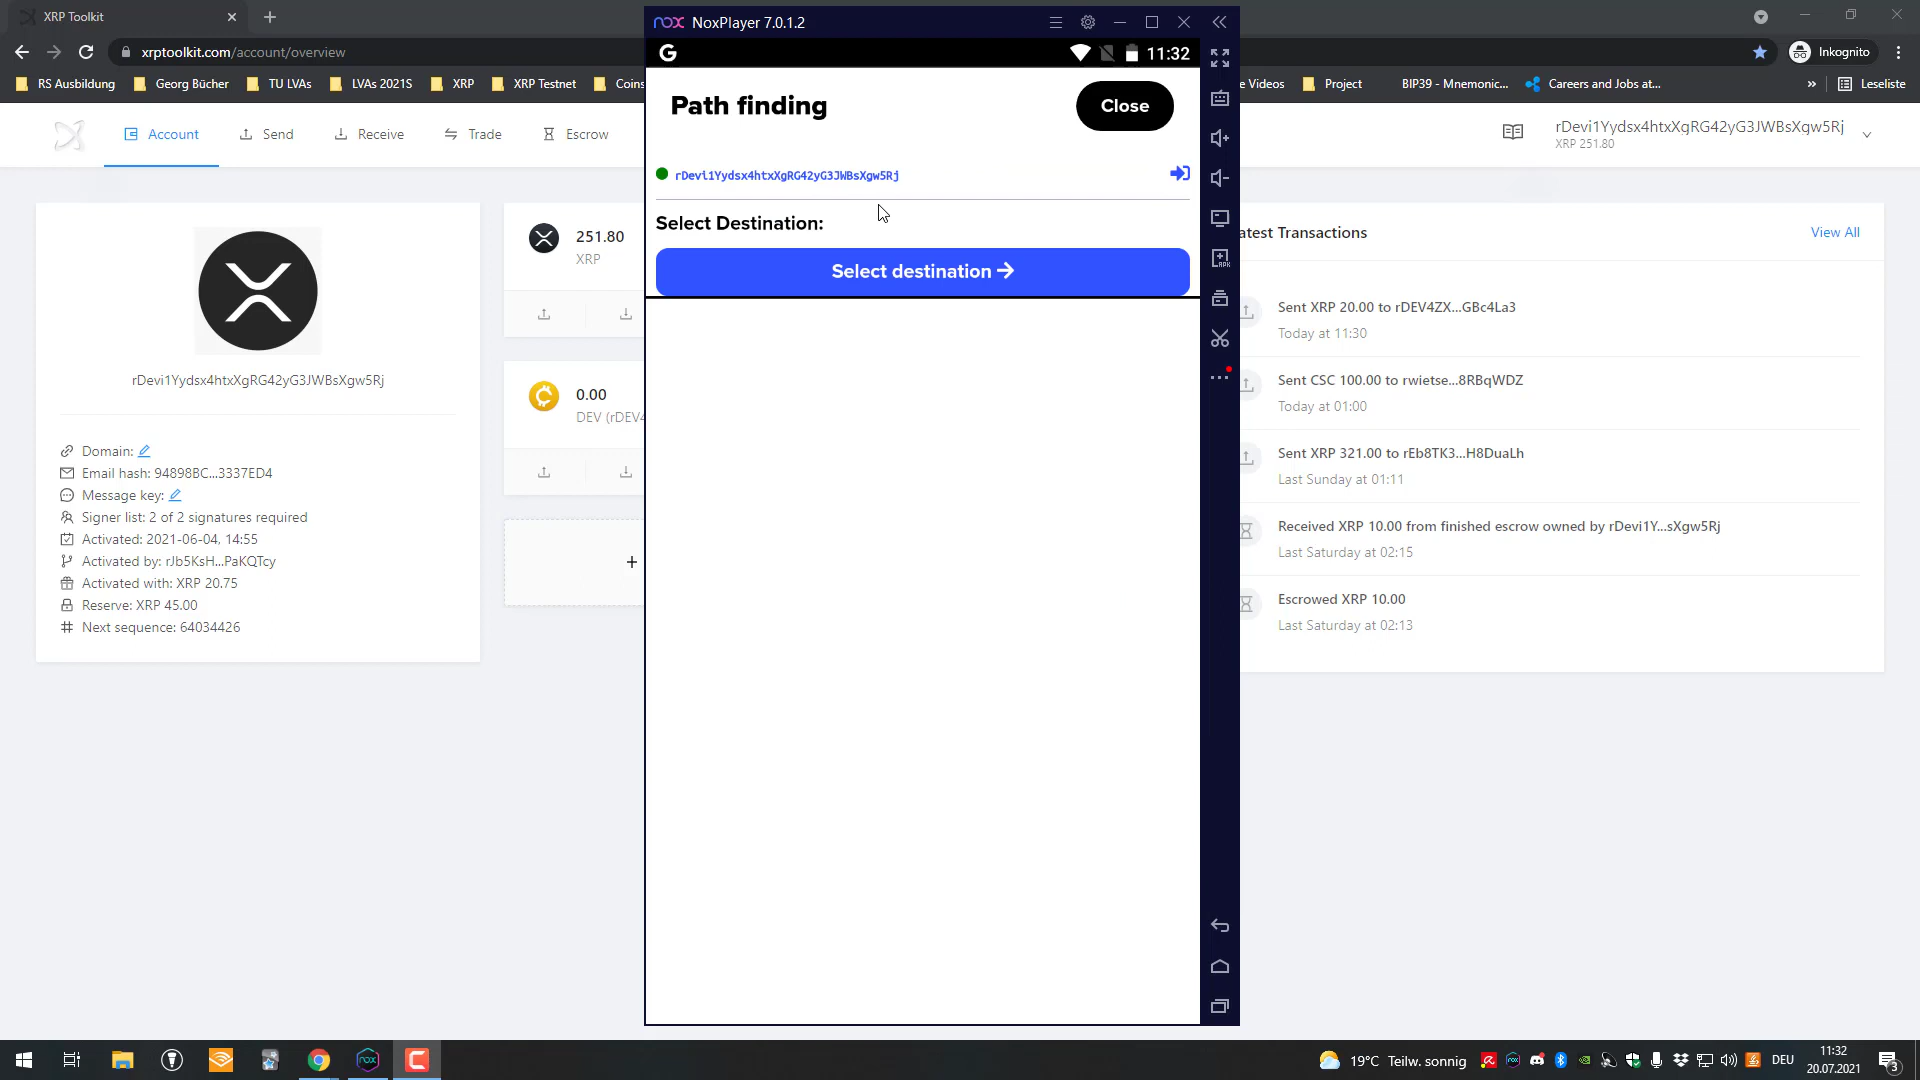 XRP Toolkit
xrptoolkit.com/account/overview
Inkognito
RS Ausbildung
Georg Bücher
TU LVAs
LVAs 2021S
XRP
XRP Testnet
Coins
e Videos
Project
BIP39 - Mnemonic...
Careers and Jobs at...
»
Leseliste
Account
Send
Receive
Trade
Escrow
rDevi1Yydsx4htxXgRG42yG3JWBsXgw5Rj
XRP 251.80
rDevi1Yydsx4htxXgRG42yG3JWBsXgw5Rj
Domain:
Email hash: 94898BC...3337ED4
Message key:
Signer list: 2 of 2 signatures required
Activated: 2021-06-04, 14:55
Activated by: rJb5KsH...PaKQTcy
Activated with: XRP 20.75
Reserve: XRP 45.00
Next sequence: 64034426
251.80
XRP
0.00
DEV (rDEV4
nox NoxPlayer 7.0.1.2
G
11:32
Path finding
Close
rDevi1Yydsx4htxXgRG42yG3JWBsXgw5Rj
Select Destination:
Select destination →
atest Transactions
View All
Sent XRP 20.00 to rDEV4ZX...GBc4La3
Today at 11:30
Sent CSC 100.00 to rwietse...8RBqWDZ
Today at 01:00
Sent XRP 321.00 to rEb8TK3...H8DuaLh
Last Sunday at 01:11
Received XRP 10.00 from finished escrow owned by rDevi1Y...sXgw5Rj
Last Saturday at 02:15
Escrowed XRP 10.00
Last Saturday at 02:13
nox
19°C Teilw. sonnig
DEU
11:32
20.07.2021
3